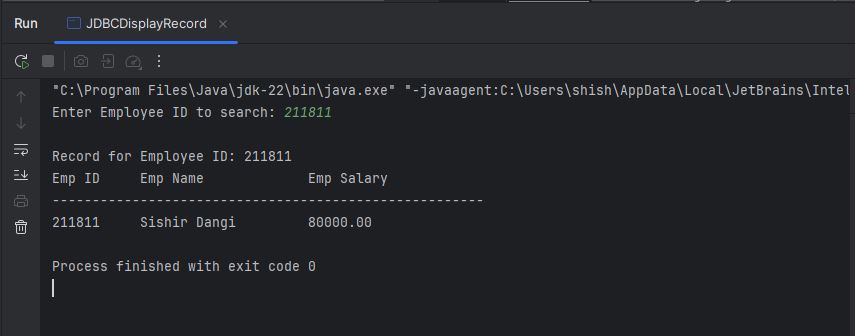 Run JDBCDisplayRecord
"C:\Program Files\Java\jdk-22\bin\java.exe" "-javaagent:C:\Users\shish\AppData\Local\JetBrains\Intel
Enter Employee ID to search: 211811
Record for Employee ID: 211811
Emp ID Emp Name Emp Salary
------------------------------------------------------
211811 Sishir Dangi 80000.00
Process finished with exit code 0